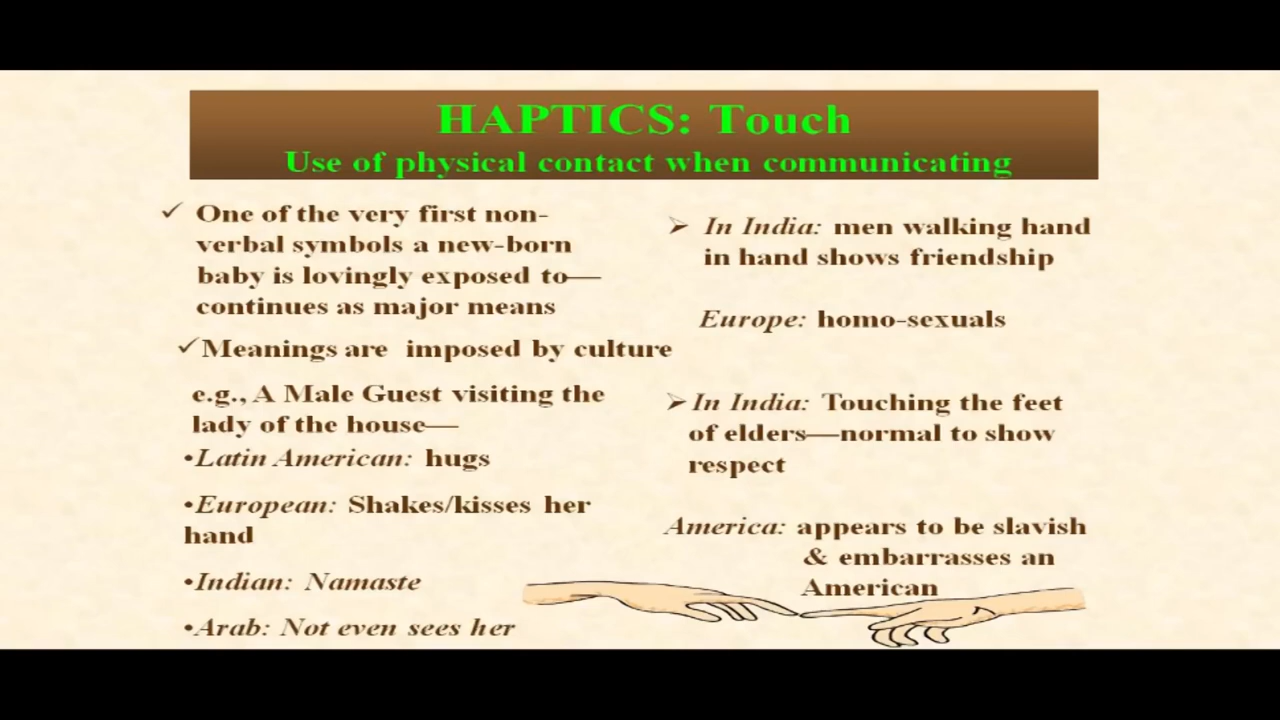 HAPTICS: Touch
Use of physical contact when communicating
✓ One of the very first non-
verbal symbols a new-born
baby is lovingly exposed to—
continues as major means
✓Meanings are imposed by culture
e.g., A Male Guest visiting the
lady of the house—
•Latin American: hugs
•European: Shakes/kisses her
hand
•Indian: Namaste
•Arab: Not even sees her
➢ In India: men walking hand
in hand shows friendship
Europe: homo-sexuals
➢In India: Touching the feet
of elders—normal to show
respect
America: appears to be slavish
& embarrasses an
American